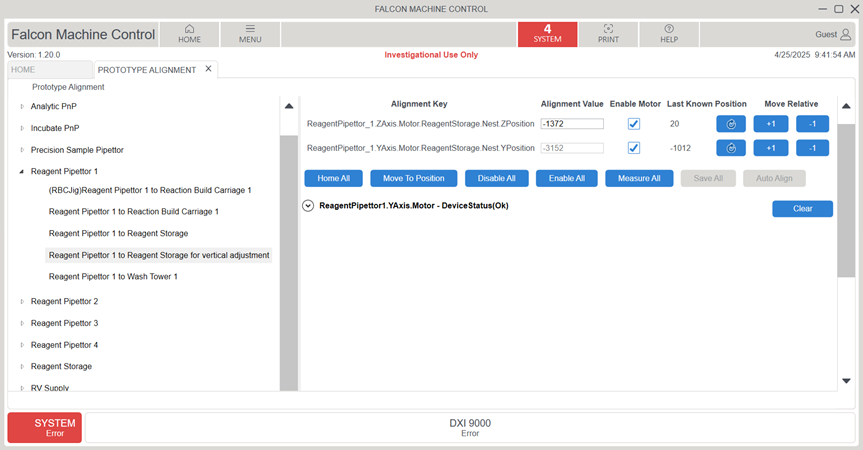 FALCON MACHINE CONTROL
Falcon Machine Control
HOME
MENU
4
SYSTEM
PRINT
HELP
Guest
Version: 1.20.0
Investigational Use Only
4/25/2025 9:41:54 AM
HOME
PROTOTYPE ALIGNMENT X
Prototype Alignment
Analytic PnP
Incubate PnP
Precision Sample Pipettor
Reagent Pipettor 1
(RBCJig)Reagent Pipettor 1 to Reaction Build Carriage 1
Reagent Pipettor 1 to Reaction Build Carriage 1
Reagent Pipettor 1 to Reagent Storage
Reagent Pipettor 1 to Reagent Storage for vertical adjustment
Reagent Pipettor 1 to Wash Tower 1
Reagent Pipettor 2
Reagent Pipettor 3
Reagent Pipettor 4
Reagent Storage
RV Supply
Alignment Key Alignment Value Enable Motor Last Known Position Move Relative
ReagentPipettor_1.ZAxis.Motor.ReagentStorage.Nest.ZPosition -1372 20 +1 -1
ReagentPipettor_1.YAxis.Motor.ReagentStorage.Nest.YPosition -3152 -1012 +1 -1
Home All Move To Position Disable All Enable All Measure All Save All Auto Align
ReagentPipettor1.YAxis.Motor - DeviceStatus(Ok)
Clear
SYSTEM
Error
DXI 9000
Error